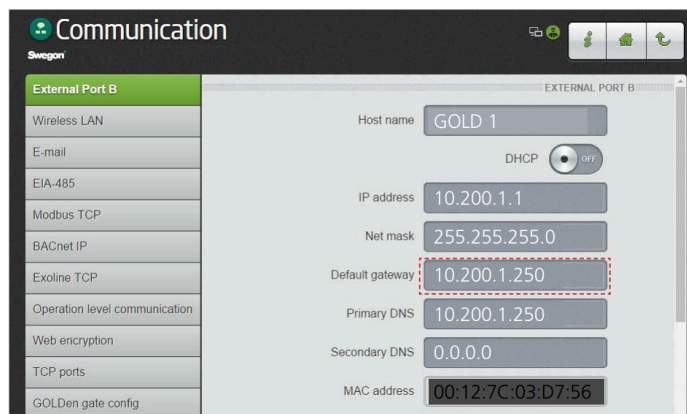 Communication
Swegon
External Port B
Wireless LAN
E-mail
EIA-485
Modbus TCP
BACnet IP
Exoline TCP
Operation level communication
Web encryption
TCP ports
GOLDen gate config
EXTERNAL PORT B
Host name GOLD 1
DHCP OFF
IP address 10.200.1.1
Net mask 255.255.255.0
Default gateway 10.200.1.250
Primary DNS 10.200.1.250
Secondary DNS 0.0.0.0
MAC address 00:12:7C:03:D7:56